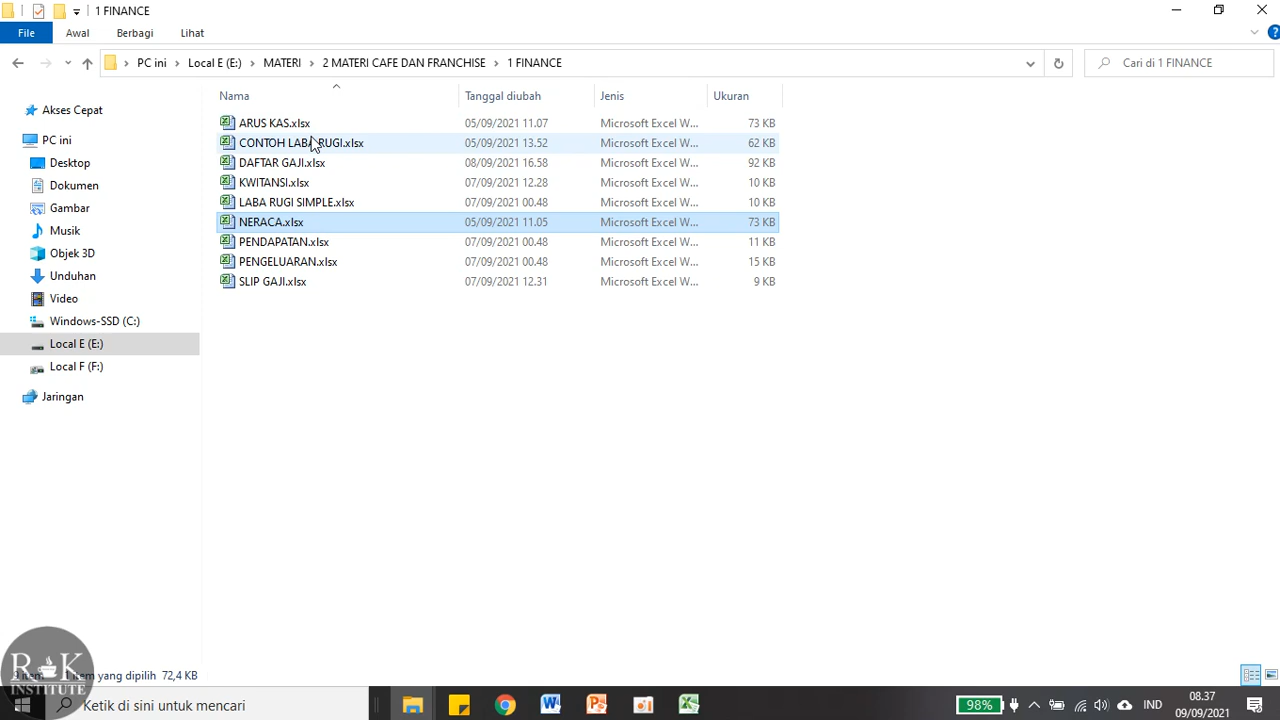 1 FINANCE
File Awal Berbagi Lihat
PC ini Local E (E:) MATERI 2 MATERI CAFE DAN FRANCHISE 1 FINANCE
Cari di 1 FINANCE
Akses Cepat
PC ini
Desktop
Dokumen
Gambar
Musik
Objek 3D
Unduhan
Video
Windows-SSD (C:)
Local E (E:)
Local F (F:)
Jaringan
Nama Tanggal diubah Jenis Ukuran
ARUS KAS.xlsx 05/09/2021 11.07 Microsoft Excel W... 73 KB
CONTOH LABA RUGI.xlsx 05/09/2021 13.52 Microsoft Excel W... 62 KB
DAFTAR GAJI.xlsx 08/09/2021 16.58 Microsoft Excel W... 92 KB
KWITANSI.xlsx 07/09/2021 12.28 Microsoft Excel W... 10 KB
LABA RUGI SIMPLE.xlsx 07/09/2021 00.48 Microsoft Excel W... 10 KB
NERACA.xlsx 05/09/2021 11.05 Microsoft Excel W... 73 KB
PENDAPATAN.xlsx 07/09/2021 00.48 Microsoft Excel W... 11 KB
PENGELUARAN.xlsx 07/09/2021 00.48 Microsoft Excel W... 15 KB
SLIP GAJI.xlsx 07/09/2021 12.31 Microsoft Excel W... 9 KB
1 item yang dipilih 72,4 KB
R K
INSTITUTE
Ketik di sini untuk mencari
98%
IND
08.37
09/09/2021